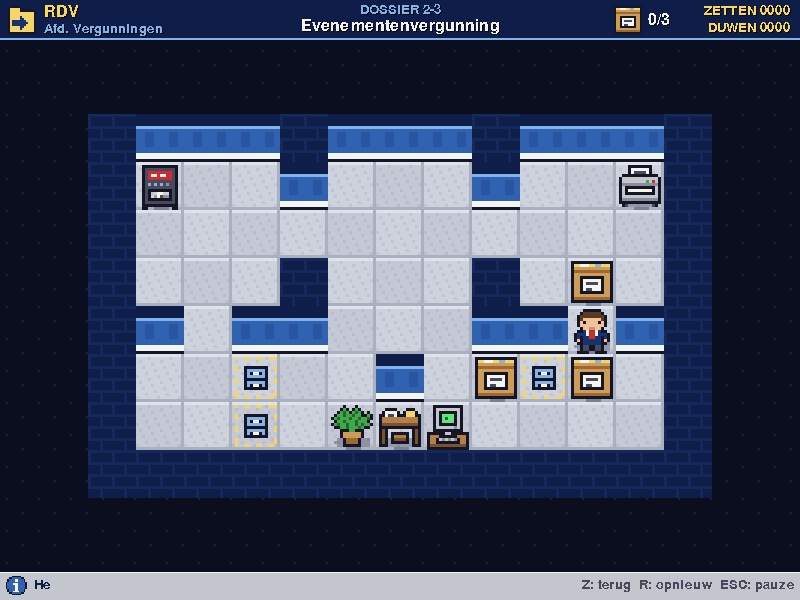 RDV
Afd. Vergunningen
DOSSIER 2-3
Evenementenvergunning
0/3
ZETTEN 0000
DUWEN 0000
He
Z: terug R: opnieuw ESC: pauze